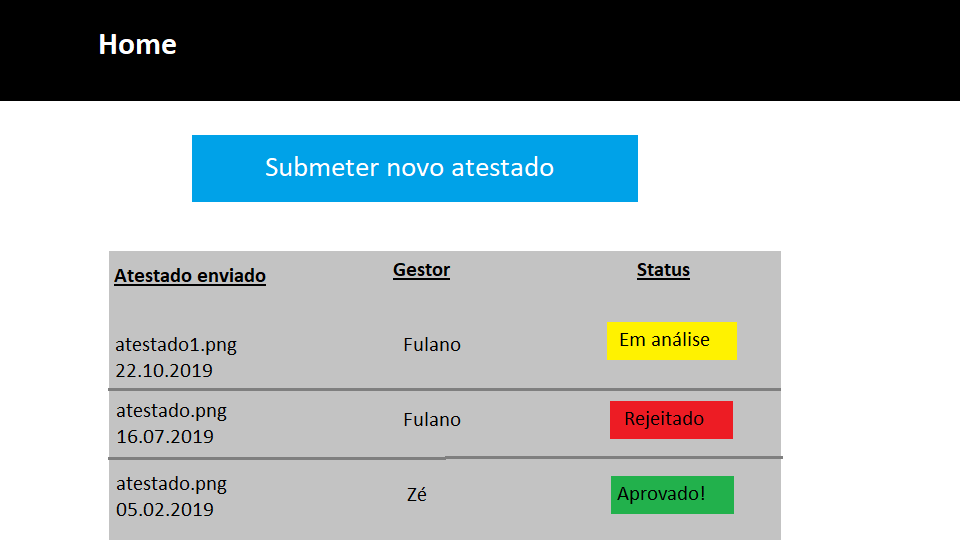 Home
Submeter novo atestado
Atestado enviado Gestor Status
atestado1.png Fulano Em análise
22.10.2019
atestado.png Fulano Rejeitado
16.07.2019
atestado.png Zé Aprovado!
05.02.2019